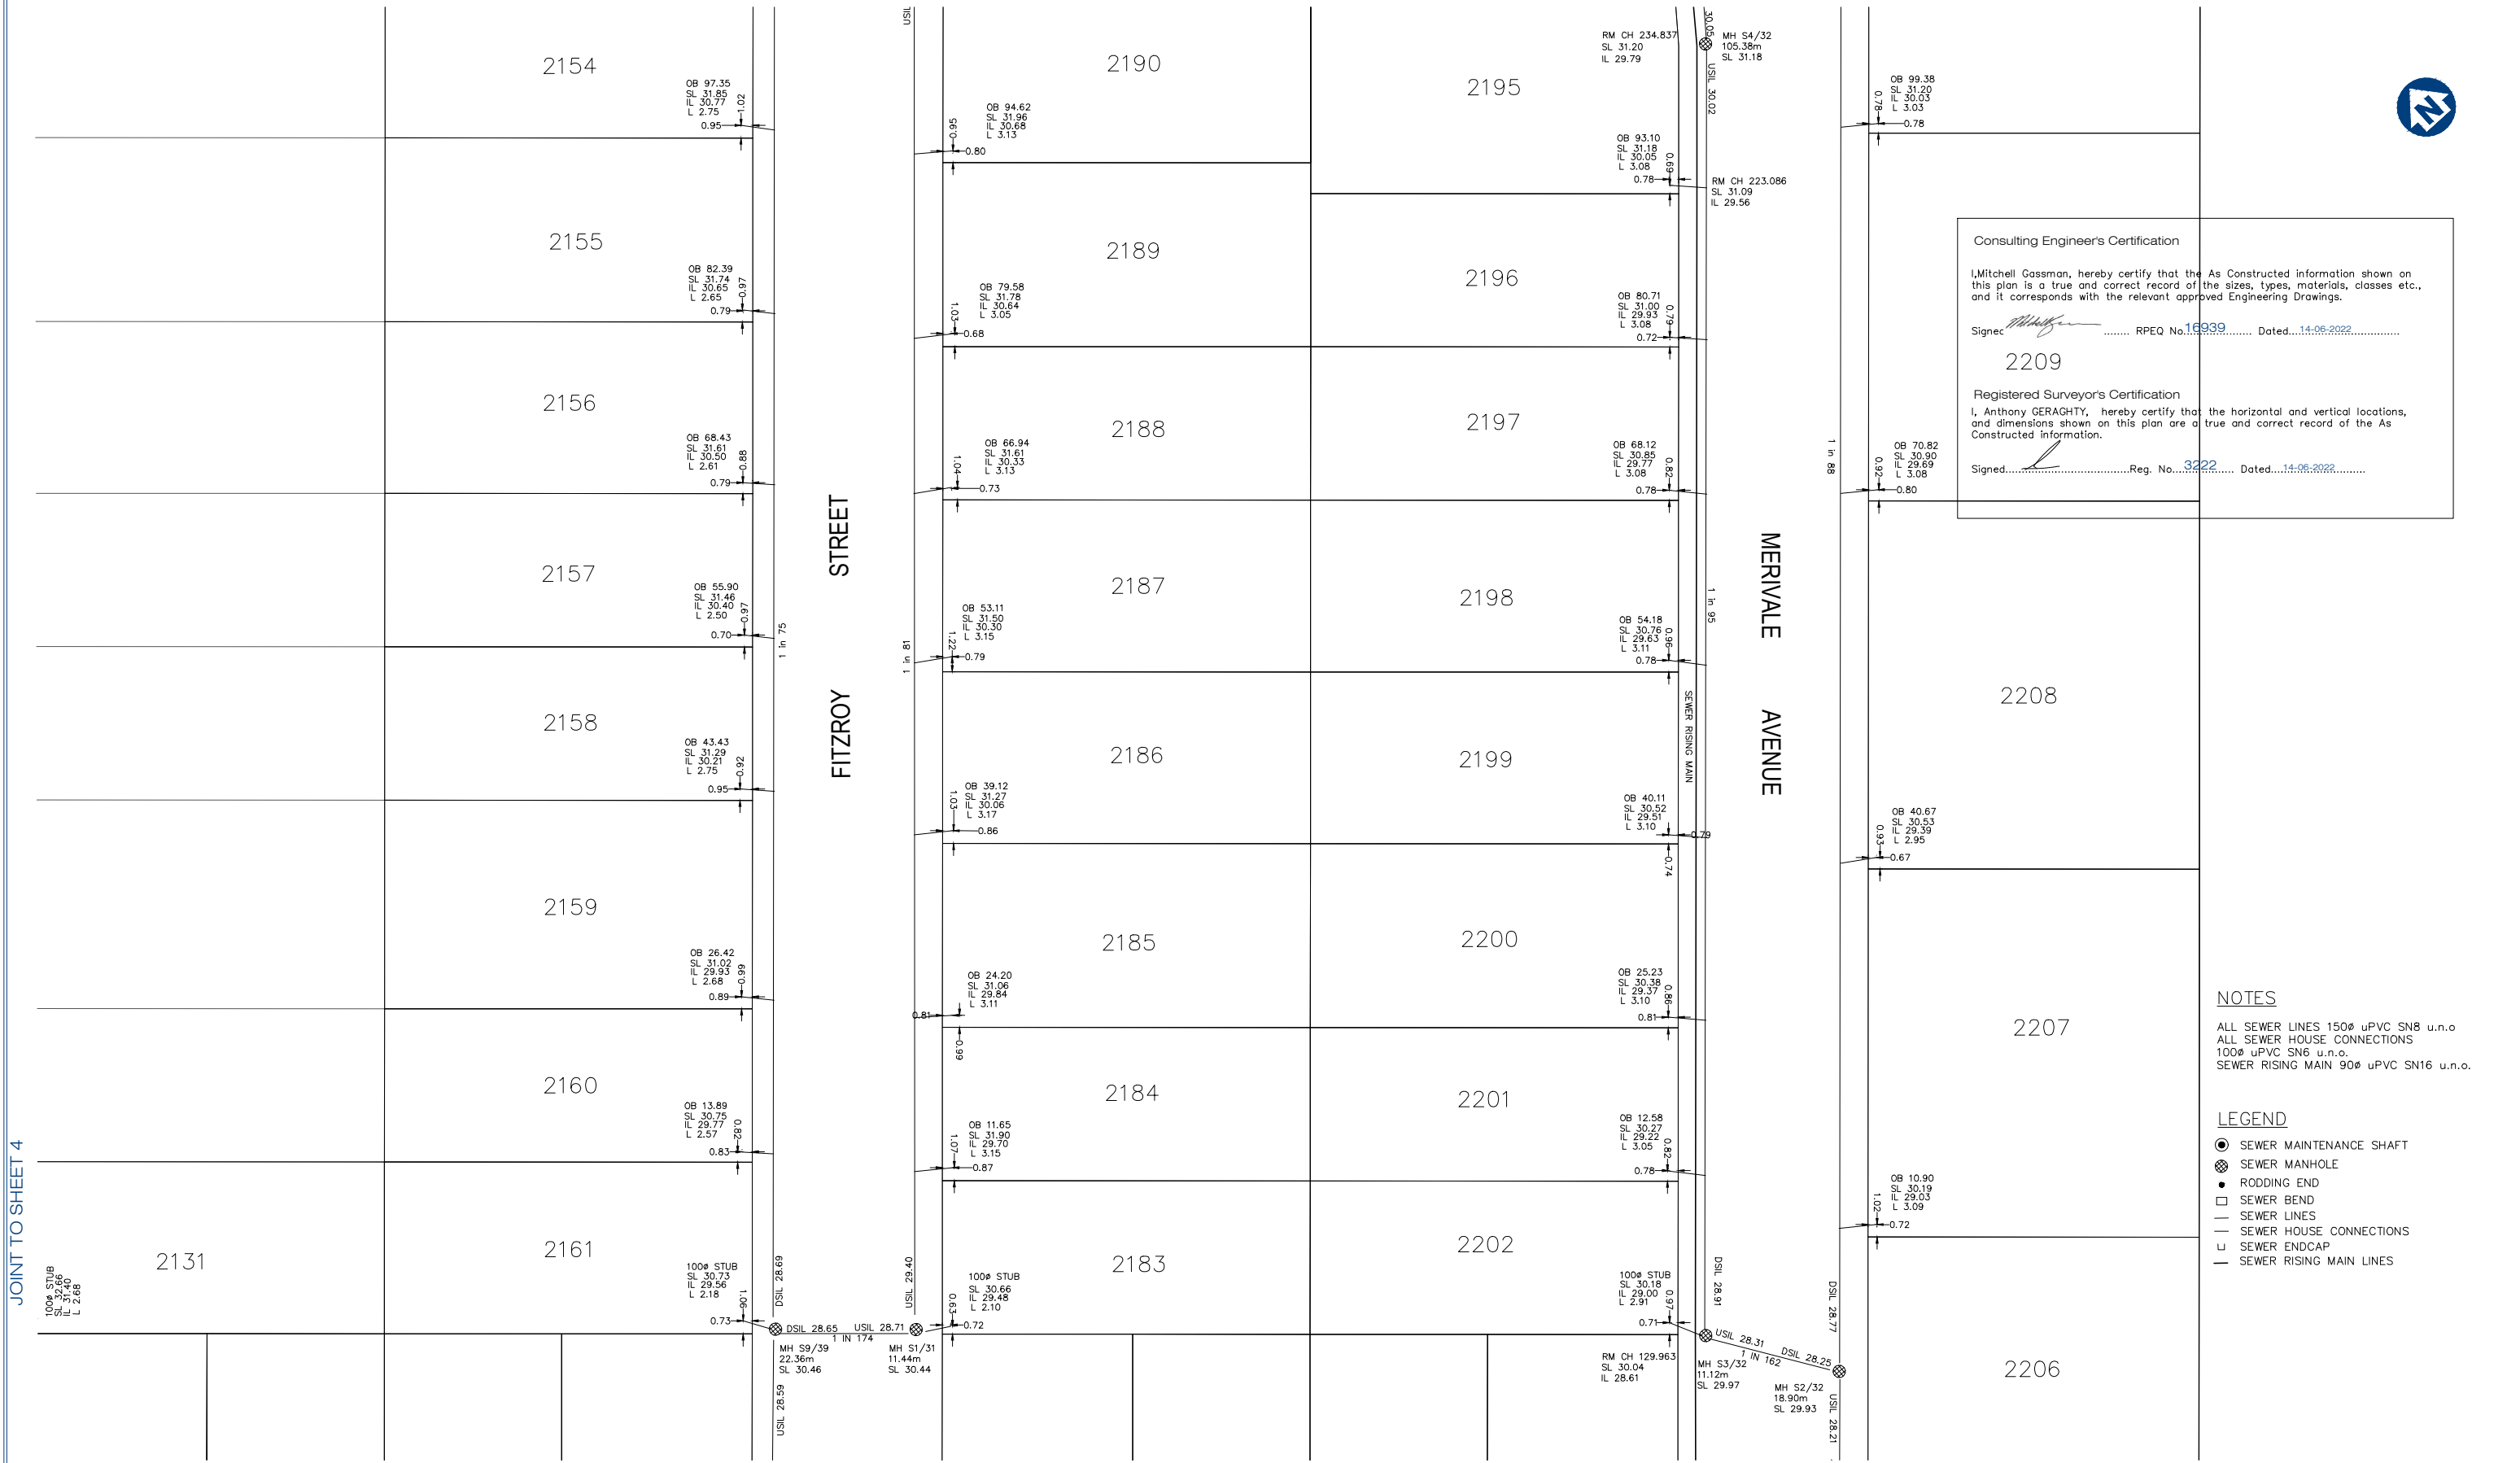 JOINT TO SHEET 4
2154
OB 97.35
SL 31.85
IL 30.77
L 2.75
1.02
0.95
2155
OB 82.39
SL 31.74
IL 30.65
L 2.65
0.97
0.79
2156
OB 68.43
SL 31.61
IL 30.50
L 2.61
0.88
0.79
2157
OB 55.90
SL 31.46
IL 30.40
L 2.50
0.97
0.70
2158
OB 43.43
SL 31.29
IL 30.21
L 2.75
0.92
0.95
2159
OB 26.42
SL 31.02
IL 29.93
L 2.68
0.99
0.89
2160
OB 13.89
SL 30.75
IL 29.77
L 2.57
0.82
0.83
2131
100ø STUB
SL 32.66
IL 31.40
L 2.68
2161
100ø STUB
SL 30.73
IL 29.56
L 2.18
1.06
0.73
1 in 75
DSIL 28.69
DSIL 28.65
USIL 28.71
1 IN 174
MH S9/39
22.36m
SL 30.46
USIL 28.59
MH S1/31
11.44m
SL 30.44
FITZROY STREET
USIL
1 in 81
USIL 29.40
2190
OB 94.62
SL 31.96
IL 30.68
L 3.13
0.95
0.80
2189
OB 79.58
SL 31.78
IL 30.64
L 3.05
1.03
0.68
2188
OB 66.94
SL 31.61
IL 30.33
L 3.13
1.04
0.73
2187
OB 53.11
SL 31.50
IL 30.30
L 3.15
1.22
0.79
2186
OB 39.12
SL 31.27
IL 30.06
L 3.17
1.03
0.86
2185
OB 24.20
SL 31.06
IL 29.84
L 3.11
0.81
0.99
2184
OB 11.65
SL 31.90
IL 29.70
L 3.15
1.07
0.87
2183
100ø STUB
SL 30.66
IL 29.48
L 2.10
0.63
0.72
2195
RM CH 234.837
SL 31.20
IL 29.79
30.05
MH S4/32
105.38m
SL 31.18
USIL 30.02
OB 93.10
SL 31.18
IL 30.05
L 3.08
0.69
0.78
RM CH 223.086
SL 31.09
IL 29.56
2196
OB 80.71
SL 31.00
IL 29.93
L 3.08
0.79
0.72
2197
OB 68.12
SL 30.85
IL 29.77
L 3.08
0.82
0.78
2198
OB 54.18
SL 30.76
IL 29.63
L 3.11
0.96
0.78
1 in 95
SEWER RISING MAIN
2199
OB 40.11
SL 30.52
IL 29.51
L 3.10
0.79
0.74
2200
OB 25.23
SL 30.38
IL 29.37
L 3.10
0.86
0.81
2201
OB 12.58
SL 30.27
IL 29.22
L 3.05
0.82
0.78
2202
100ø STUB
SL 30.18
IL 29.00
L 2.91
0.97
0.71
DSIL 28.91
RM CH 129.963
SL 30.04
IL 28.61
USIL 28.31
DSIL 28.25
1 IN 162
MH S3/32
11.12m
SL 29.97
MH S2/32
18.90m
SL 29.93
DSIL 28.77
USIL 28.21
MERIVALE AVENUE
1 in 88
OB 99.38
SL 31.20
IL 30.03
L 3.03
0.78
0.78
OB 70.82
SL 30.90
IL 29.69
L 3.08
0.92
0.80
2208
OB 40.67
SL 30.53
IL 29.39
L 2.95
0.93
0.67
2207
OB 10.90
SL 30.19
IL 29.03
L 3.09
1.02
0.72
2206
N
Consulting Engineer's Certification
I,Mitchell Gassman, hereby certify that the As Constructed information shown on
this plan is a true and correct record of the sizes, types, materials, classes etc.,
and it corresponds with the relevant approved Engineering Drawings.
Signed ....... RPEQ No.16939.......... Dated....14-06-2022..............
2209
Registered Surveyor's Certification
I, Anthony GERAGHTY, hereby certify that the horizontal and vertical locations,
and dimensions shown on this plan are a true and correct record of the As
Constructed information.
Signed.................................Reg. No...3222..... Dated...14-06-2022.........
NOTES
ALL SEWER LINES 150ø uPVC SN8 u.n.o
ALL SEWER HOUSE CONNECTIONS
100ø uPVC SN6 u.n.o.
SEWER RISING MAIN 90ø uPVC SN16 u.n.o.
LEGEND
SEWER MAINTENANCE SHAFT
SEWER MANHOLE
RODDING END
SEWER BEND
SEWER LINES
SEWER HOUSE CONNECTIONS
SEWER ENDCAP
SEWER RISING MAIN LINES